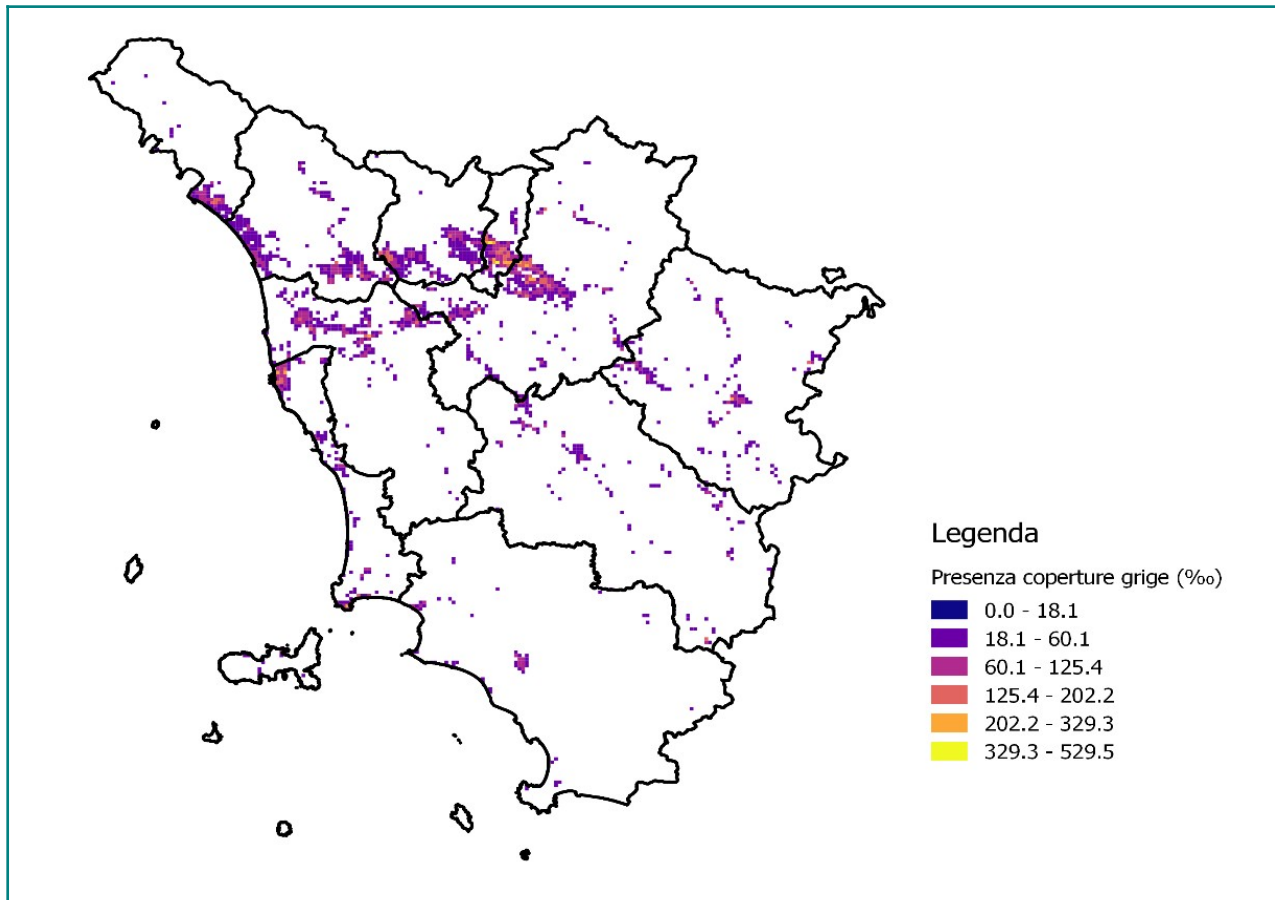 Legenda
Presenza coperture grige (‰)
0.0 - 18.1
18.1 - 60.1
60.1 - 125.4
125.4 - 202.2
202.2 - 329.3
329.3 - 529.5